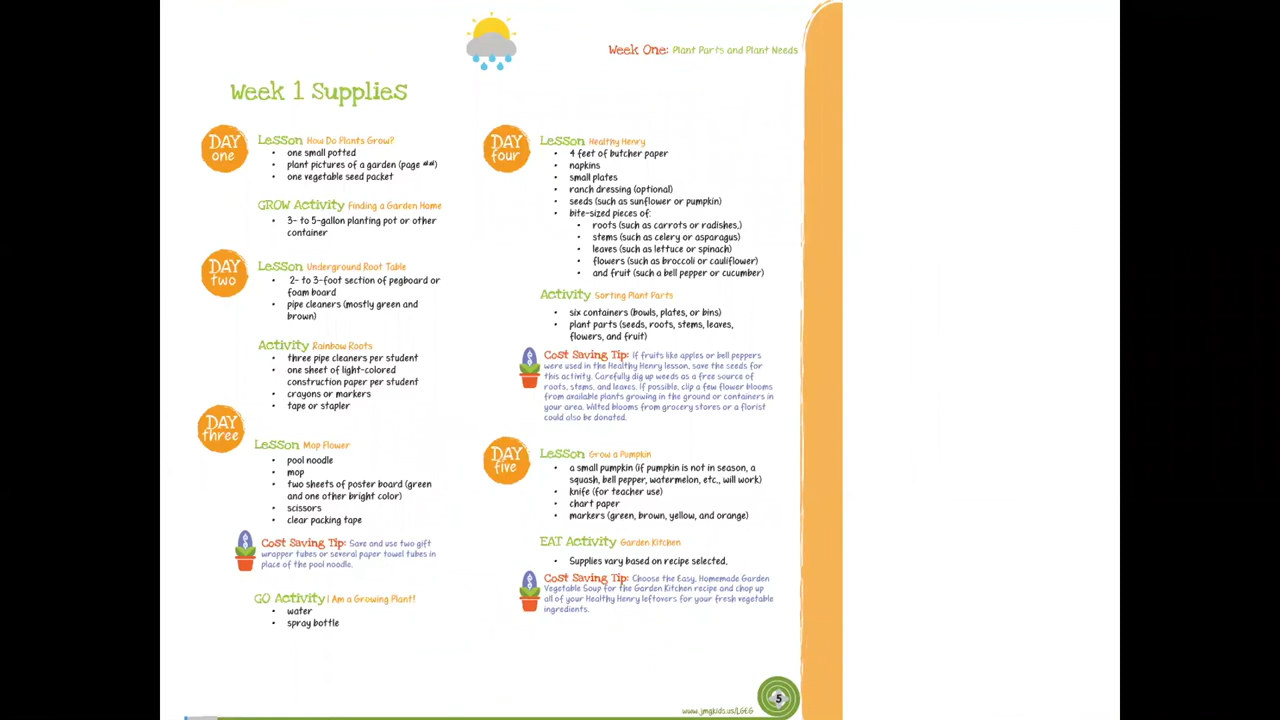 Week One: Plant Parts and Plant Needs
Week 1 Supplies
DAY
one
Lesson How Do Plants Grow?
• one small potted
• plant pictures of a garden (page ##)
• one vegetable seed packet
GROW Activity Finding a Garden Home
• 3- to 5-gallon planting pot or other
container
DAY
two
Lesson Underground Root Table
• 2- to 3-foot section of pegboard or
foam board
• pipe cleaners (mostly green and
brown)
Activity Rainbow Roots
• three pipe cleaners per student
• one sheet of light-colored
construction paper per student
• crayons or markers
• tape or stapler
DAY
three
Lesson Mop Flower
• pool noodle
• mop
• two sheets of poster board (green
and one other bright color)
• scissors
• clear packing tape
Cost Saving Tip: Save and use two gift
wrapper tubes or several paper towel tubes in
place of the pool noodle.
GO Activity I Am a Growing Plant!
• water
• spray bottle
DAY
four
Lesson Healthy Henry
• 4 feet of butcher paper
• napkins
• small plates
• ranch dressing (optional)
• seeds (such as sunflower or pumpkin)
• bite-sized pieces of:
• roots (such as carrots or radishes,)
• stems (such as celery or asparagus)
• leaves (such as lettuce or spinach)
• flowers (such as broccoli or cauliflower)
• and fruit (such a bell pepper or cucumber)
Activity Sorting Plant Parts
• six containers (bowls, plates, or bins)
• plant parts (seeds, roots, stems, leaves,
flowers, and fruit)
Cost Saving Tip: If fruits like apples or bell peppers
were used in the Healthy Henry lesson, save the seeds for
this activity. Carefully dig up weeds as a free source of
roots, stems, and leaves. If possible, clip a few flower blooms
from available plants growing in the ground or containers in
your area. Wilted blooms from grocery stores or a florist
could also be donated.
DAY
five
Lesson Grow a Pumpkin
• a small pumpkin (if pumpkin is not in season, a
squash, bell pepper, watermelon, etc., will work)
• knife (for teacher use)
• chart paper
• markers (green, brown, yellow, and orange)
EAT Activity Garden Kitchen
• Supplies vary based on recipe selected.
Cost Saving Tip: Choose the Easy, Homemade Garden
Vegetable Soup for the Garden Kitchen recipe and chop up
all of your Healthy Henry leftovers for your fresh vegetable
ingredients.
www.jmgkids.us/LGEG
5